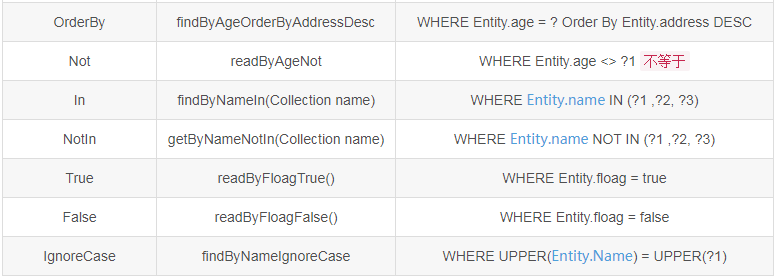 OrderBy findByAgeOrderByAddressDesc WHERE Entity.age = ? Order By Entity.address DESC
Not readByAgeNot WHERE Entity.age <> ?1 不等于
In findByNameIn(Collection name) WHERE Entity.name IN (?1 ,?2, ?3)
NotIn getByNameNotIn(Collection name) WHERE Entity.name NOT IN (?1 ,?2, ?3)
True readByFloagTrue() WHERE Entity.floag = true
False readByFloagFalse() WHERE Entity.floag = false
IgnoreCase findByNameIgnoreCase WHERE UPPER(Entity.Name) = UPPER(?1)